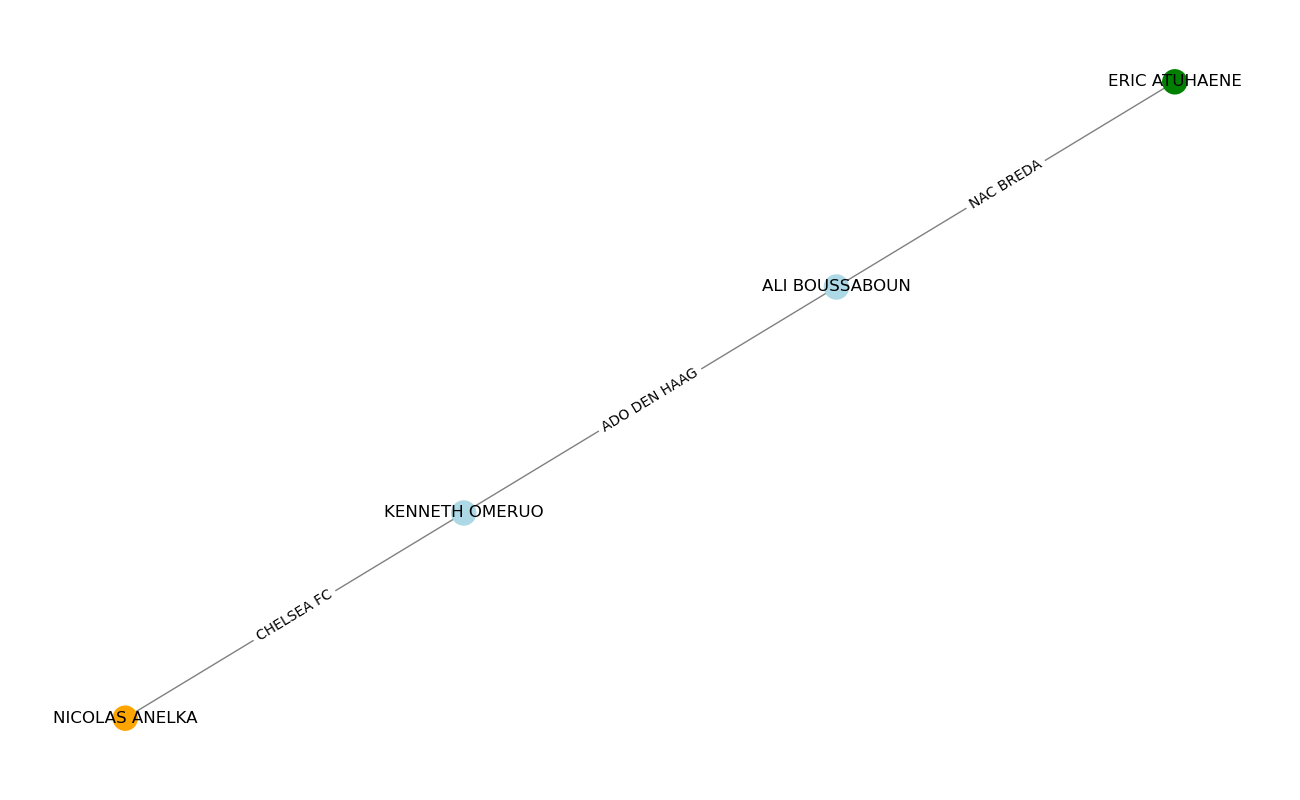 ERIC ATUHAENE
NAC BREDA
ALI BOUSSABOUN
ADO DEN HAAG
KENNETH OMERUO
CHELSEA FC
NICOLAS ANELKA